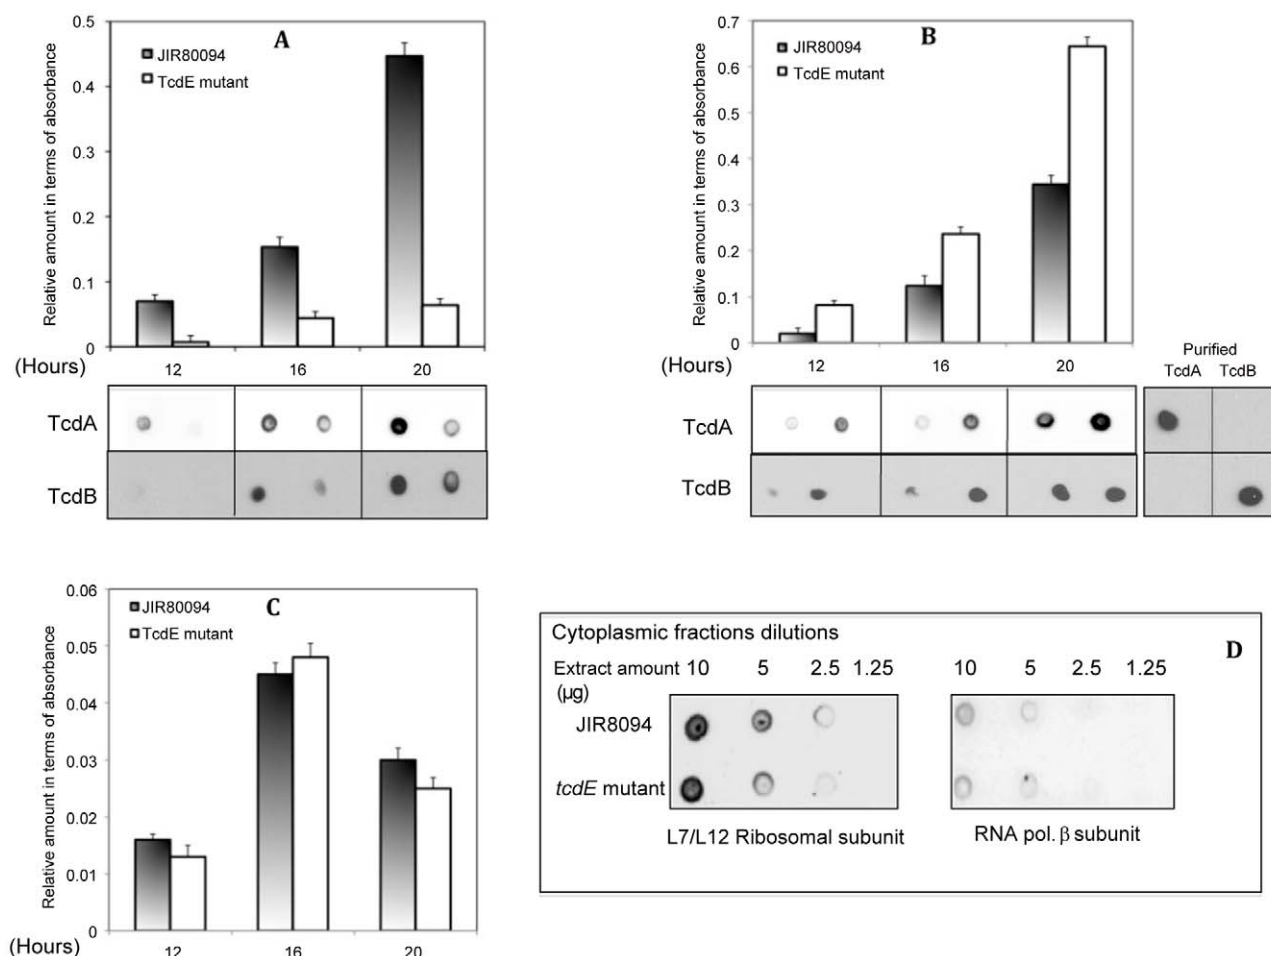 A
Relative amount in terms of absorbance
0.5
0.4
0.3
0.2
0.1
0
JIR80094
TcdE mutant
(Hours)
12 16 20
TcdA
TcdB
B
Relative amount in terms of absorbance
0.7
0.6
0.5
0.4
0.3
0.2
0.1
0
JIR80094
TcdE mutant
(Hours)
12 16 20
Purified
TcdA TcdB
TcdA
TcdB
C
Relative amount in terms of absorbance
0.06
0.05
0.04
0.03
0.02
0.01
0
JIR80094
TcdE mutant
(Hours)
12 16 20
D
Cytoplasmic fractions dilutions
Extract amount 10 5 2.5 1.25 10 5 2.5 1.25
(µg)
JIR8094
tcdE mutant
L7/L12 Ribosomal subunit
RNA pol. β subunit